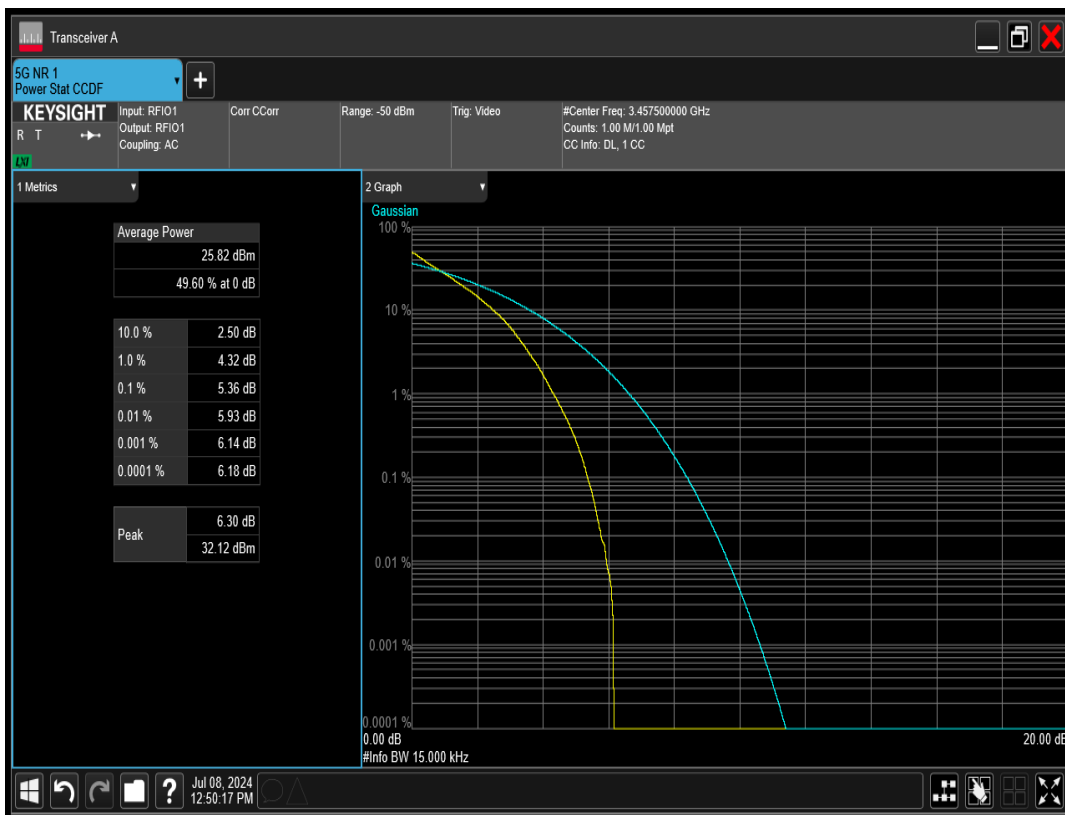 Transceiver A
5G NR 1
Power Stat CCDF
+
KEYSIGHT
R T
LXI
Input: RFIO1
Output: RFIO1
Coupling: AC
Corr CCorr
Range: -50 dBm
Trig: Video
#Center Freq: 3.457500000 GHz
Counts: 1.00 M/1.00 Mpt
CC Info: DL, 1 CC
1 Metrics
Average Power
25.82 dBm
49.60 % at 0 dB
10.0 % 2.50 dB
1.0 % 4.32 dB
0.1 % 5.36 dB
0.01 % 5.93 dB
0.001 % 6.14 dB
0.0001 % 6.18 dB
Peak 6.30 dB
32.12 dBm
2 Graph
Gaussian
100 %
10 %
1 %
0.1 %
0.01 %
0.001 %
0.0001 %
0.00 dB 20.00 dB
#Info BW 15.000 kHz
?
Jul 08, 2024
12:50:17 PM